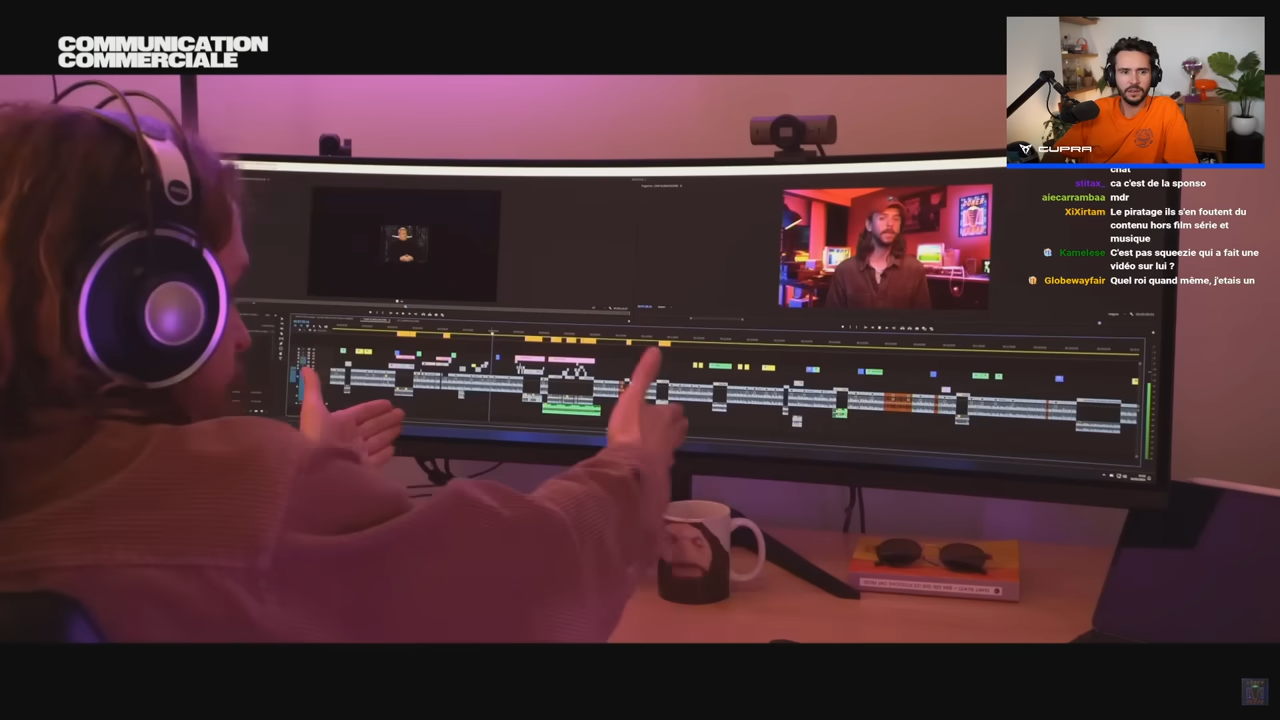 COMMUNICATION
COMMERCIALE
CUPRA
chat
stitax_ ca c'est de la sponso
aiecarrambaa mdr
XiXirtam Le piratage ils s'en foutent du
contenu hors film série et
musique
Kamelese C'est pas squeezie qui a fait une
vidéo sur lui ?
Globewayfair Quel roi quand même, j'etais un